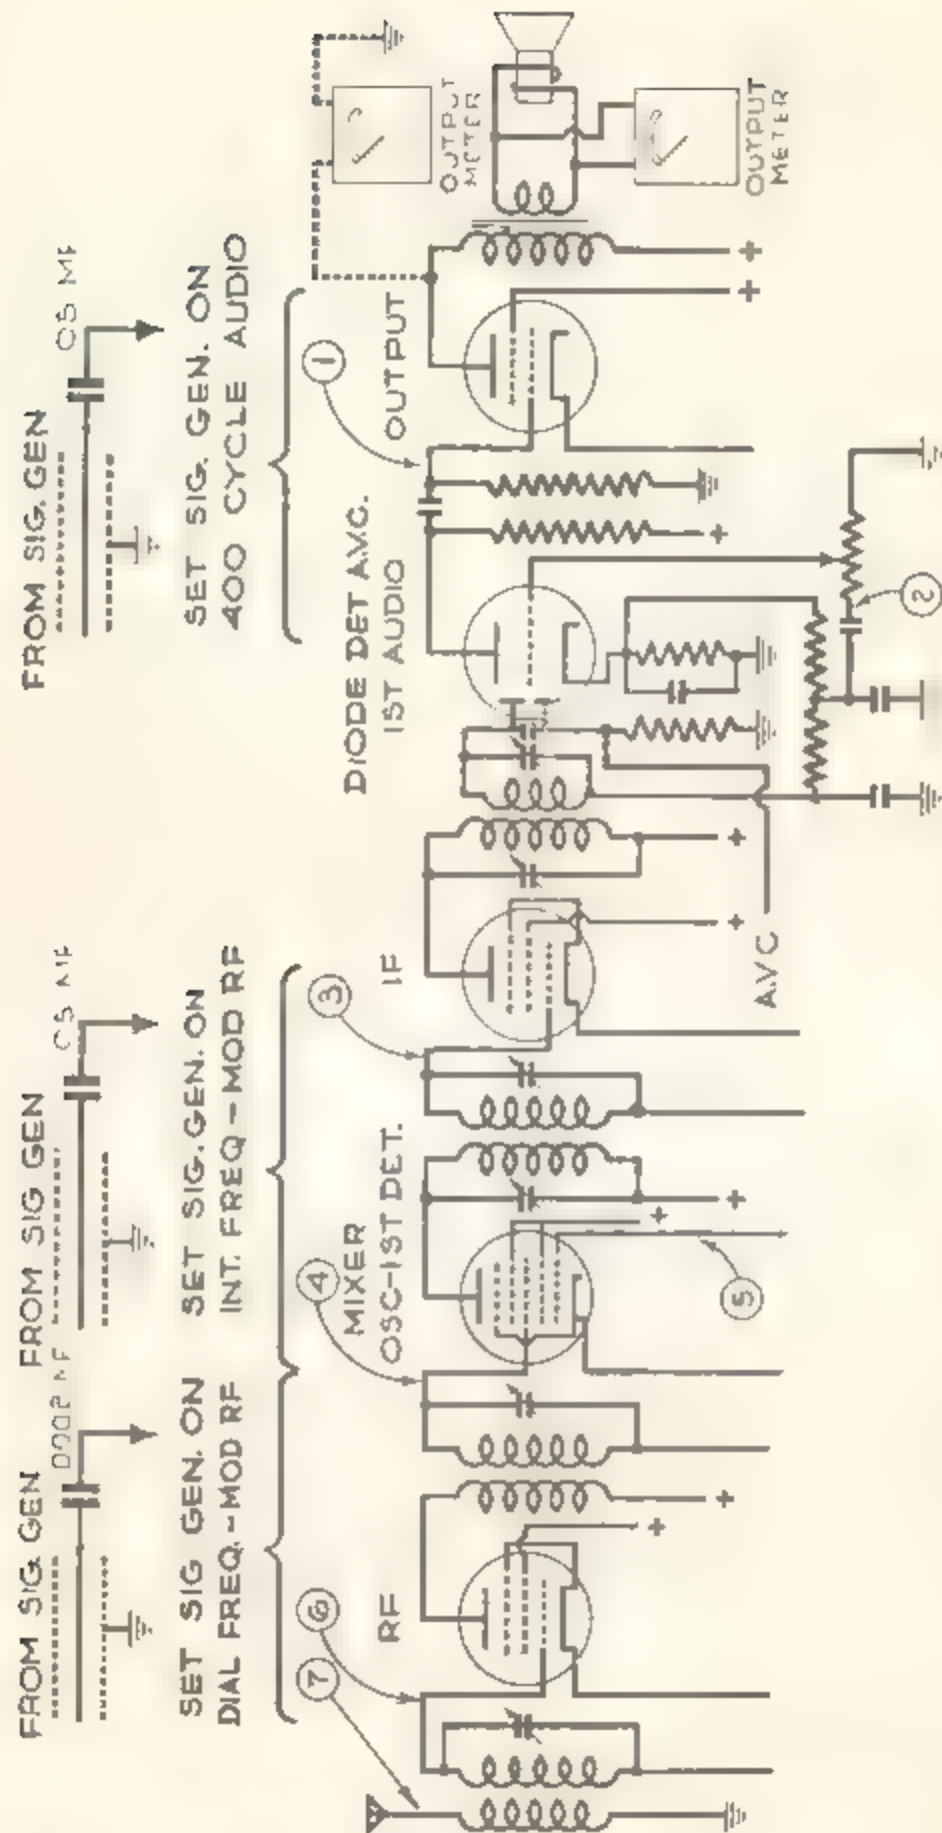 FROM SIG. GEN
0002 MF
SET SIG GEN. ON
DIAL FREQ.-MOD RF
FROM SIG GEN
SET SIG. GEN. ON
INT. FREQ-MOD RF
FROM SIG. GEN
SET SIG. GEN. ON
400 CYCLE AUDIO
7
6
RF
4
MIXER
OSC-1ST DET.
5
3
IF
A.V.C
DIODE DET A.V.C.
1ST AUDIO
2
1
OUTPUT
OUTPUT
METER
OUTPUT
METER
+
+
+
+
+
+
+
+
+